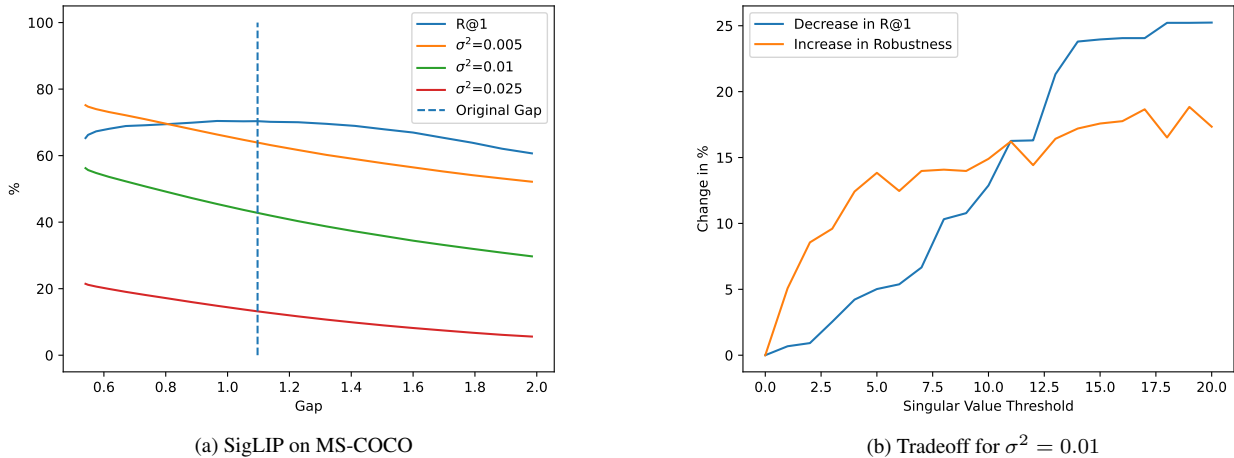 100
80
60
40
20
0
%
0.6 0.8 1.0 1.2 1.4 1.6 1.8 2.0
Gap
R@1
σ²=0.005
σ²=0.01
σ²=0.025
Original Gap
(a) SigLIP on MS-COCO
25
20
15
10
5
0
Change in %
0.0 2.5 5.0 7.5 10.0 12.5 15.0 17.5 20.0
Singular Value Threshold
Decrease in R@1
Increase in Robustness
(b) Tradeoff for σ² = 0.01